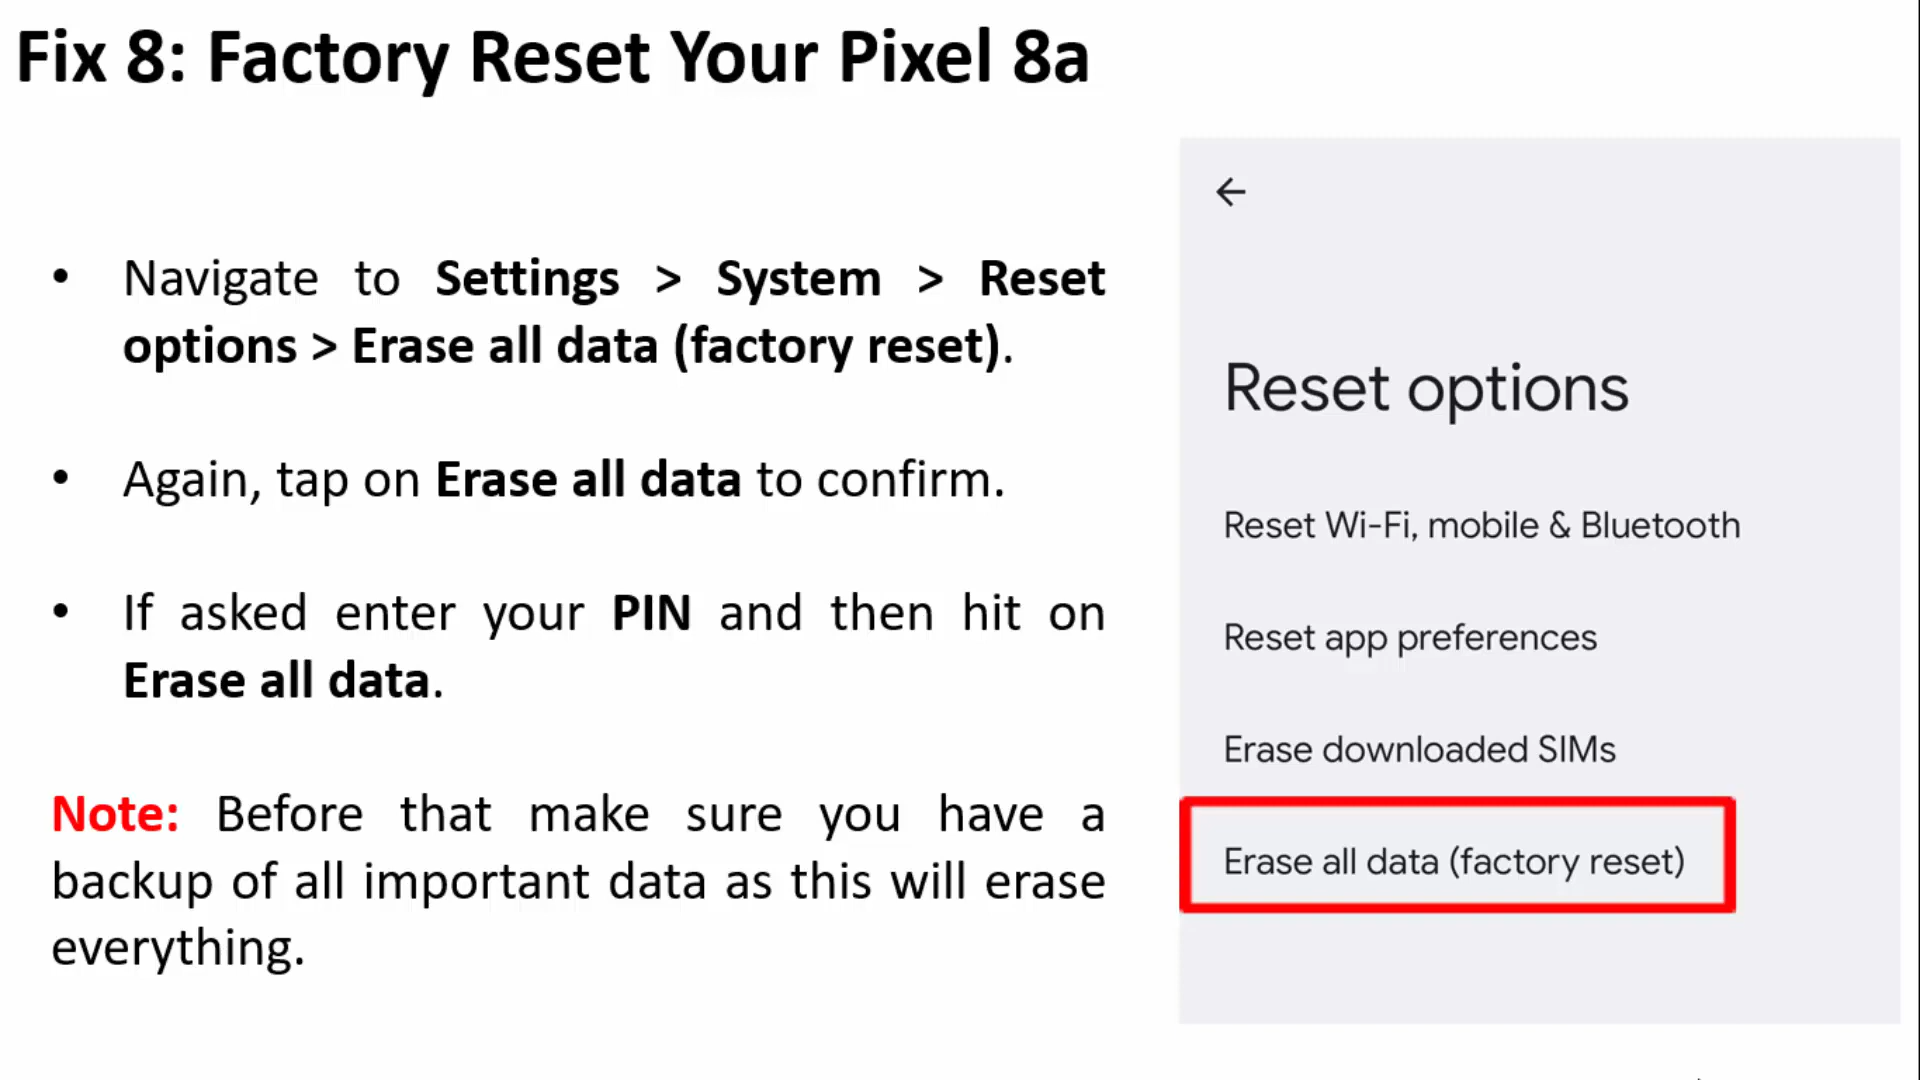 Fix 8: Factory Reset Your Pixel 8a
• Navigate to Settings > System > Reset
options > Erase all data (factory reset).
• Again, tap on Erase all data to confirm.
• If asked enter your PIN and then hit on
Erase all data.
Note: Before that make sure you have a
backup of all important data as this will erase
everything.
Reset options
Reset Wi-Fi, mobile & Bluetooth
Reset app preferences
Erase downloaded SIMs
Erase all data (factory reset)